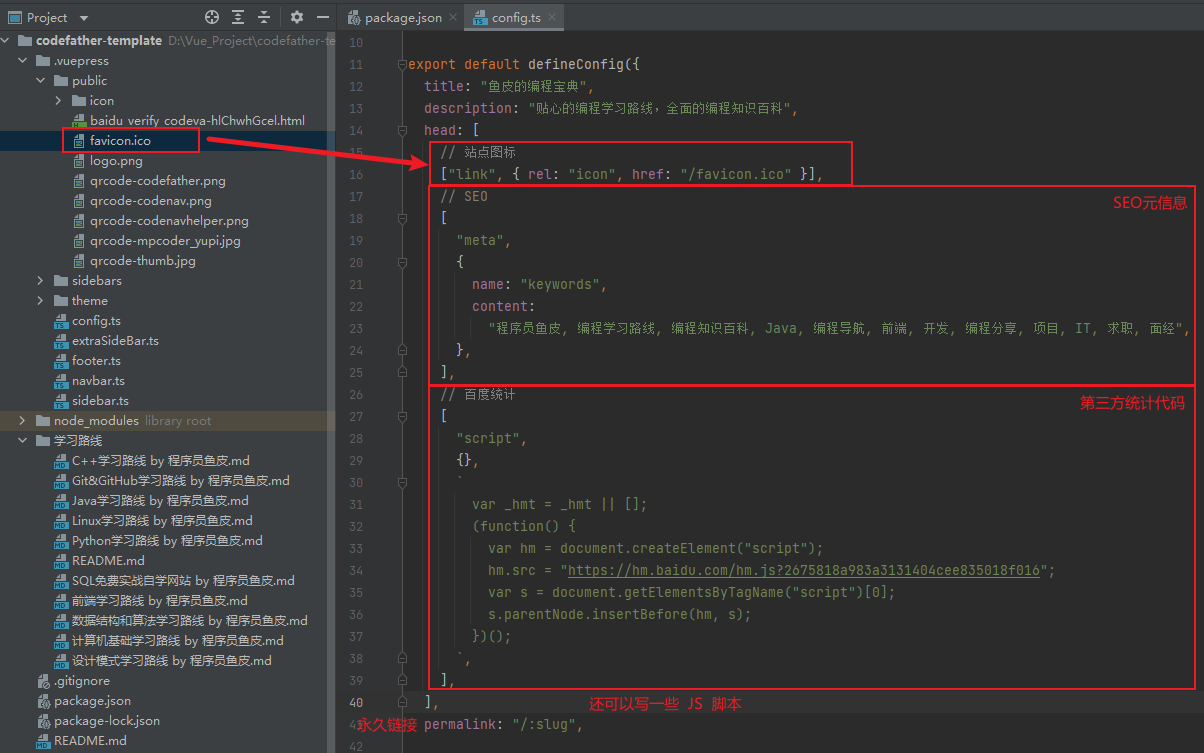 Project
codefather-template D:\Vue_Project\codefather-te
.vuepress
public
icon
baidu_verify_codeva-hlChwhGcel.html
favicon.ico
logo.png
qrcode-codefather.png
qrcode-codenav.png
qrcode-codenavhelper.png
qrcode-mpcoder_yupi.jpg
qrcode-thumb.jpg
sidebars
theme
config.ts
extraSideBar.ts
footer.ts
navbar.ts
sidebar.ts
node_modules library root
学习路线
C++学习路线 by 程序员鱼皮.md
Git&GitHub学习路线 by 程序员鱼皮.md
Java学习路线 by 程序员鱼皮.md
Linux学习路线 by 程序员鱼皮.md
Python学习路线 by 程序员鱼皮.md
README.md
SQL免费实战自学网站 by 程序员鱼皮.md
前端学习路线 by 程序员鱼皮.md
数据结构和算法学习路线 by 程序员鱼皮.md
计算机基础学习路线 by 程序员鱼皮.md
设计模式学习路线 by 程序员鱼皮.md
.gitignore
package.json
package-lock.json
README.md
package.json config.ts
10
11 export default defineConfig({
12 title: "鱼皮的编程宝典",
13 description: "贴心的编程学习路线，全面的编程知识百科",
14 head: [
15 // 站点图标
16 ["link", { rel: "icon", href: "/favicon.ico" }],
17 // SEO
SEO元信息
18 [
19 "meta",
20 {
21 name: "keywords",
22 content:
23 "程序员鱼皮, 编程学习路线, 编程知识百科, Java, 编程导航, 前端, 开发, 编程分享, 项目, IT, 求职, 面经",
24 },
25 ],
26 // 百度统计
第三方统计代码
27 [
28 "script",
29 {},
30 `
31 var _hmt = _hmt || [];
32 (function() {
33 var hm = document.createElement("script");
34 hm.src = "https://hm.baidu.com/hm.js?2675818a983a3131404cee835018f016";
35 var s = document.getElementsByTagName("script")[0];
36 s.parentNode.insertBefore(hm, s);
37 })();
38 `,
39 ],
40 ],
还可以写一些 JS 脚本
永久链接 permalink: "/:slug",
42